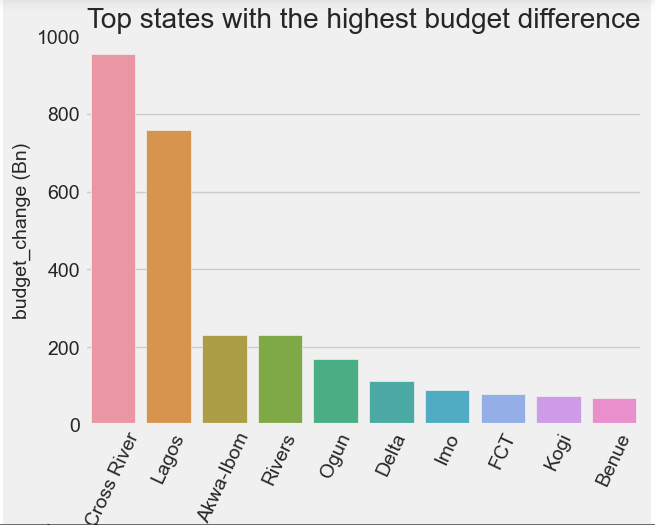 Top states with the highest budget difference
1000
800
600
400
200
0
budget_change (Bn)
Cross River
Lagos
Akwa-Ibom
Rivers
Ogun
Delta
Imo
FCT
Kogi
Benue